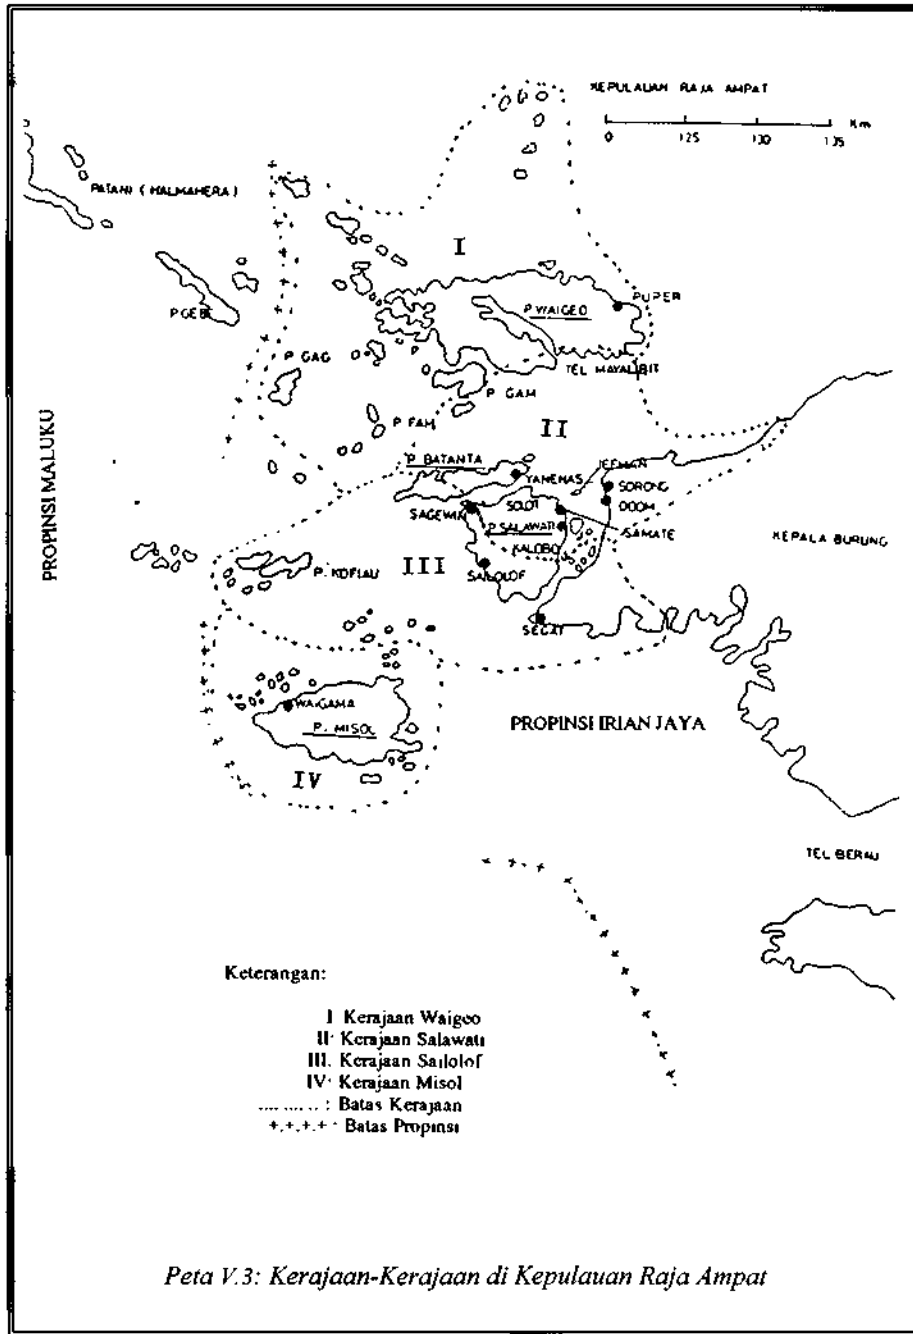 KEPULAUAN RAJA AMPAT
Km
0 125 130 135
PATANI (HALMAHERA)
I
P.GEBE
P.WAIGEO
PUPER
P. GAG
TEL MAYALIBIT
P. GAM
P FAM
II
P. BATANTA
JEFMAN
YANENAS
SORONG
DOOM
SAGEWIN
SOLOT
P.SALAWATI
SAMATE
KALOBO
KEPALA BURUNG
PROPINSI MALUKU
P. KOFIAU
III
SAILOLOF
SEGAT
WAIGAMA
P. MISOL
PROPINSI IRIAN JAYA
IV
TEL BERAU
Keterangan:
I Kerajaan Waigeo
II: Kerajaan Salawati
III. Kerajaan Sailolof
IV: Kerajaan Misol
.... ... .. : Batas Kerajaan
+.+.+.+ : Batas Propinsi
Peta V.3: Kerajaan-Kerajaan di Kepulauan Raja Ampat